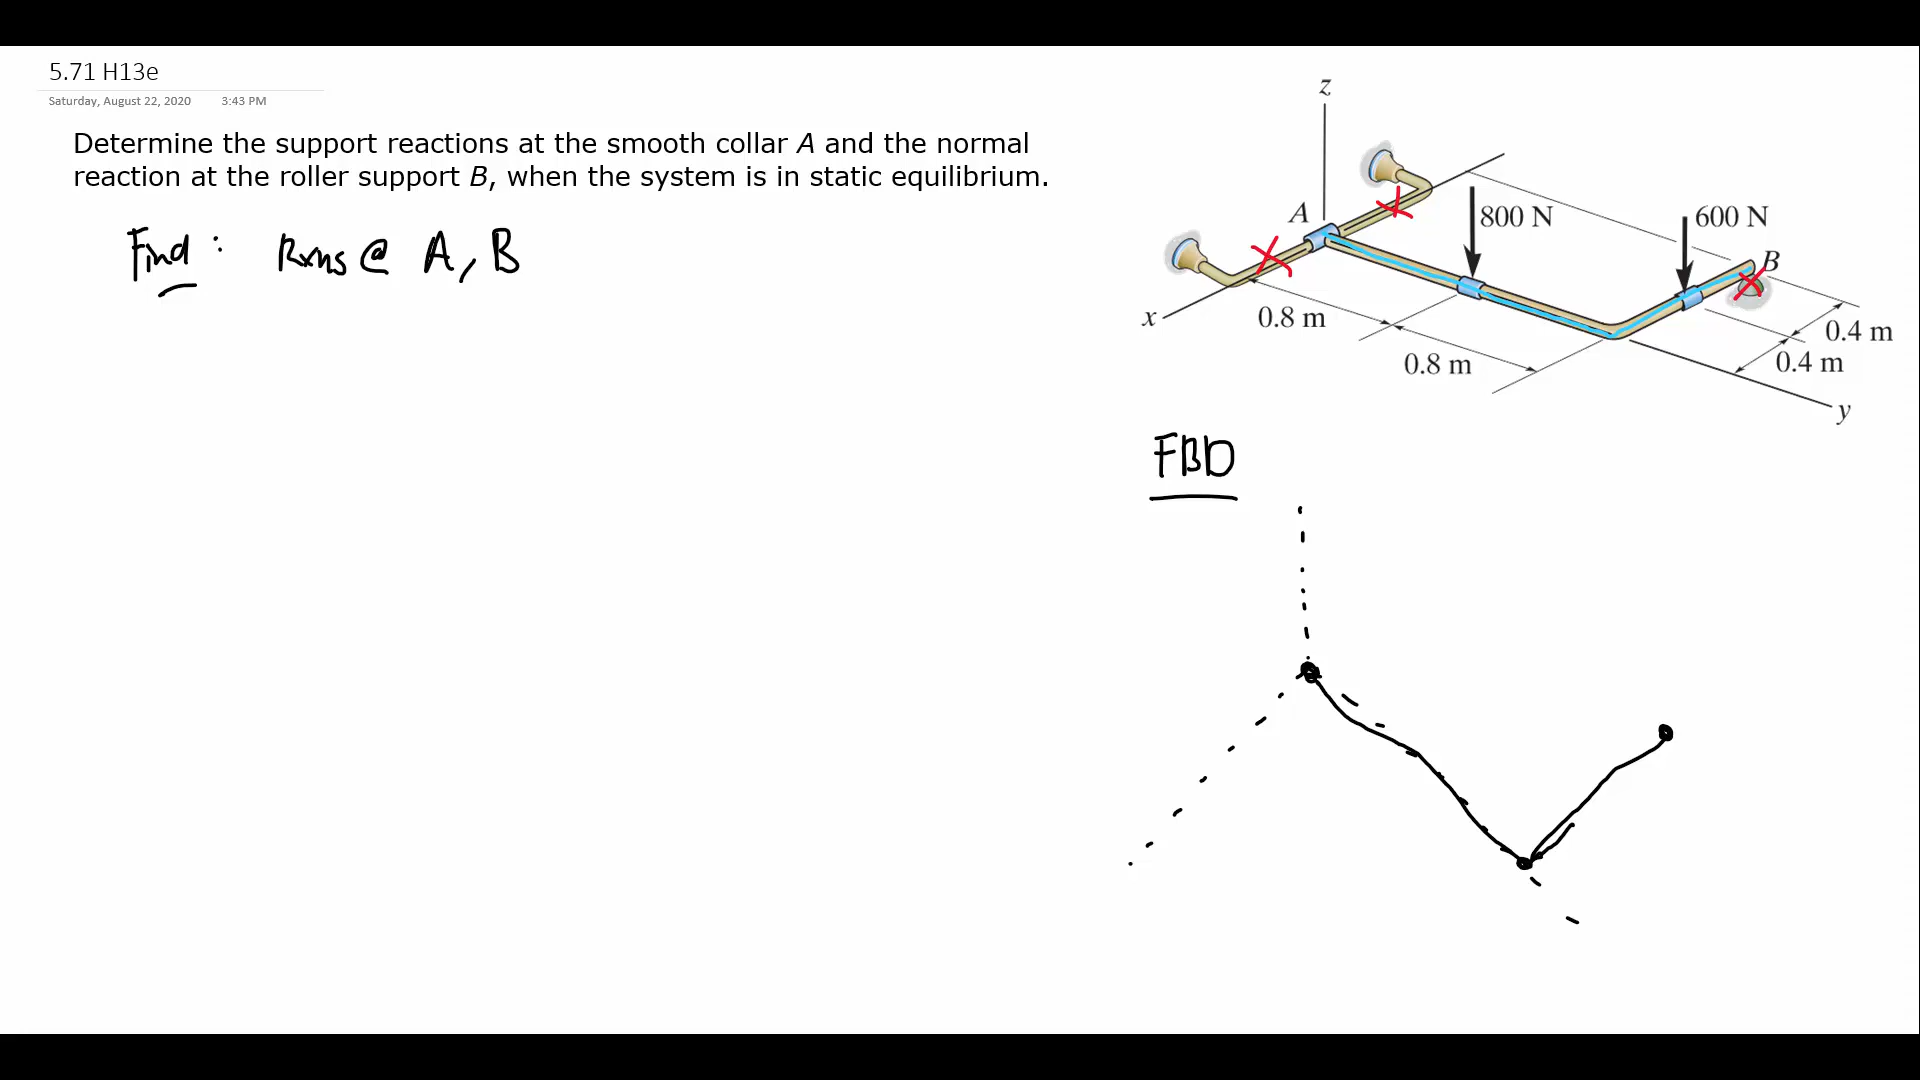 5.71 H13e
Saturday, August 22, 2020 3:43 PM
Determine the support reactions at the smooth collar A and the normal
reaction at the roller support B, when the system is in static equilibrium.
Find : Rxns @ A, B
z
A
800 N
600 N
B
x
0.8 m
0.8 m
0.4 m
0.4 m
y
FBD